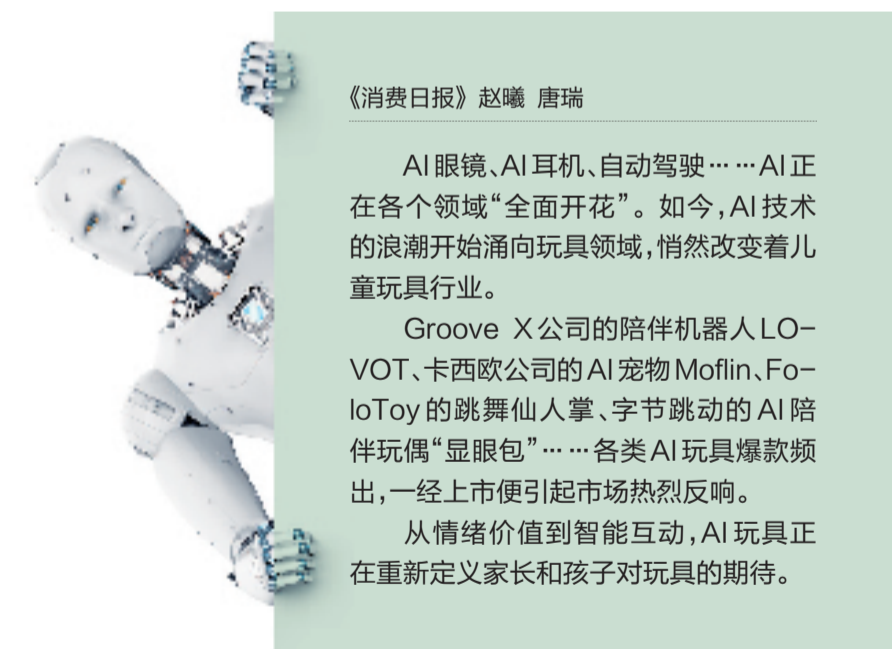 《消费日报》赵曦 唐瑞
AI眼镜、AI耳机、自动驾驶……AI正
在各个领域“全面开花”。如今,AI技术
的浪潮开始涌向玩具领域,悄然改变着儿
童玩具行业。
Groove X公司的陪伴机器人LO-
VOT、卡西欧公司的AI宠物Moflin、Fo-
loToy的跳舞仙人掌、字节跳动的AI陪
伴玩偶“显眼包”……各类AI玩具爆款频
出,一经上市便引起市场热烈反响。
从情绪价值到智能互动,AI玩具正
在重新定义家长和孩子对玩具的期待。